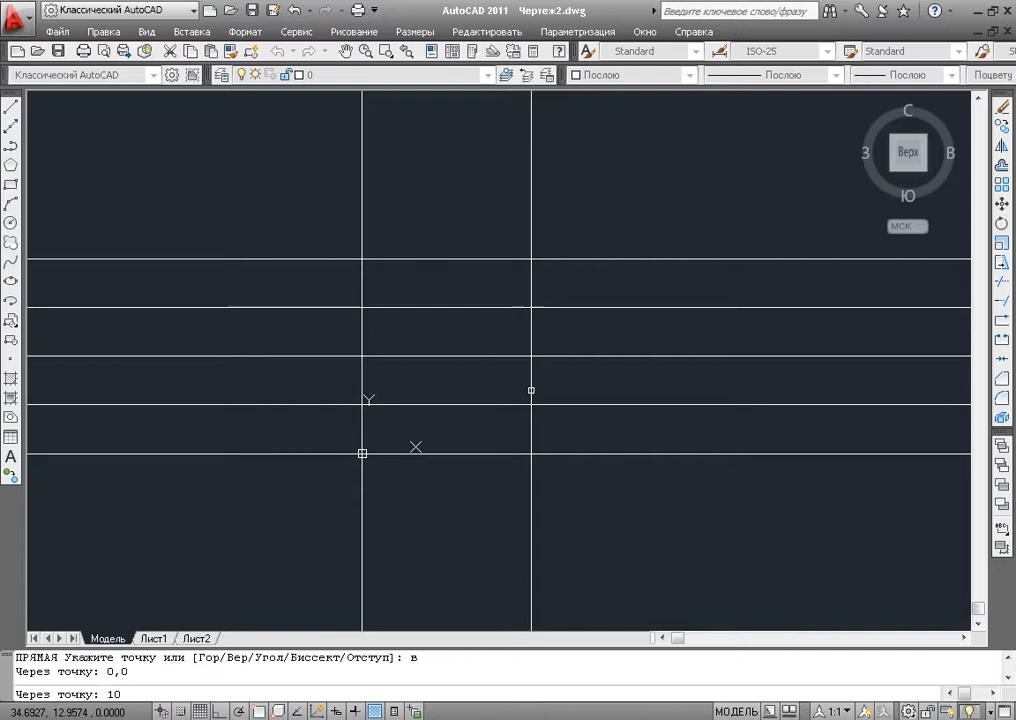 Классический AutoCAD
AutoCAD 2011 Чертеж2.dwg
Введите ключевое слово/фразу
Файл Правка Вид Вставка Формат Сервис Рисование Размеры Редактировать Параметризация Окно Справка
Standard ISO-25 Standard
Классический AutoCAD 0 Послою Послою Послою Поцвету
С
З Верх В
Ю
МСК
Y
X
Модель Лист1 Лист2
ПРЯМАЯ Укажите точку или [Гор/Вер/Угол/Биссект/Отступ]: в
Через точку: 0,0
Через точку: 10
34.6927, 12.9574, 0.0000 МОДЕЛЬ 1:1